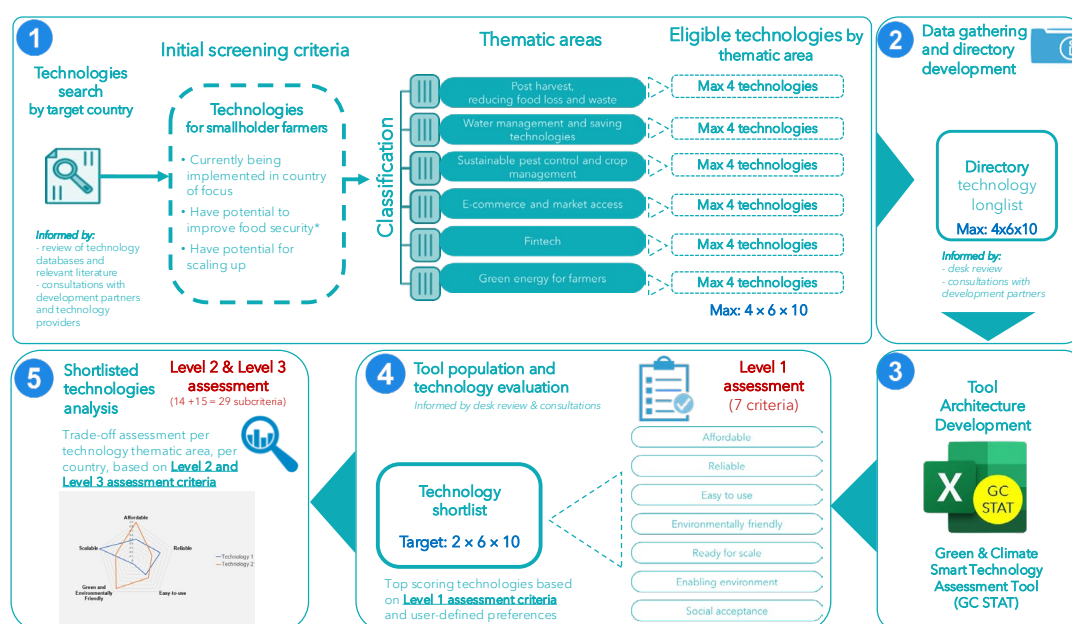 1
Technologies
search
by target country
Informed by:
- review of technology
databases and
relevant literature
- consultations with
development partners
and technology
providers
Initial screening criteria
Technologies
for smallholder farmers
• Currently being
implemented in country
of focus
• Have potential to
improve food security*
• Have potential for
scaling up
Classification
Thematic areas
Post harvest,
reducing food loss and waste
Water management and saving
technologies
Sustainable pest control and crop
management
E-commerce and market access
Fintech
Green energy for farmers
Eligible technologies by
thematic area
Max 4 technologies
Max 4 technologies
Max 4 technologies
Max 4 technologies
Max 4 technologies
Max 4 technologies
Max: 4 × 6 × 10
2
Data gathering
and directory
development
Directory
technology
longlist
Max: 4x6x10
Informed by:
- desk review
- consultations with
development partners
3
Tool
Architecture
Development
X
GC
STAT
Green & Climate
Smart Technology
Assessment Tool
(GC STAT)
4
Tool population and
technology evaluation
Informed by desk review & consultations
Level 1
assessment
(7 criteria)
Affordable
Reliable
Easy to use
Environmentally friendly
Ready for scale
Enabling environment
Social acceptance
Technology
shortlist
Target: 2 × 6 × 10
Top scoring technologies based
on Level 1 assessment criteria
and user-defined preferences
5
Shortlisted
technologies
analysis
Level 2 & Level 3
assessment
(14 +15 = 29 subcriteria)
Trade-off assessment per
technology thematic area, per
country, based on Level 2 and
Level 3 assessment criteria
Affordable
Scalable
Reliable
Green and
Environmentally
Friendly
Easy to use
Technology 1
Technology 2